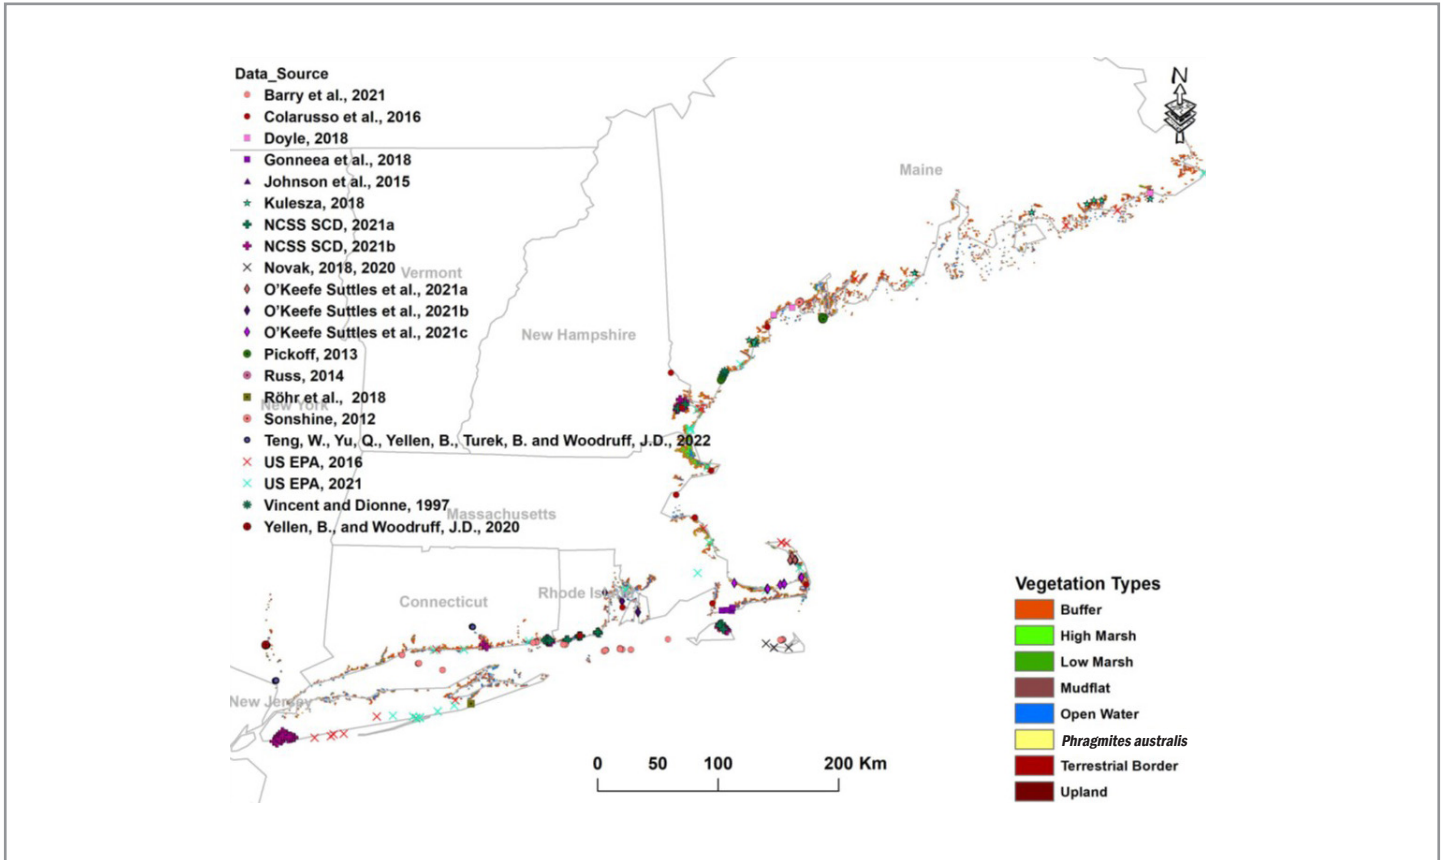 Data_Source
Barry et al., 2021
Colarusso et al., 2016
Doyle, 2018
Gonneea et al., 2018
Johnson et al., 2015
Kulesza, 2018
NCSS SCD, 2021a
NCSS SCD, 2021b
Novak, 2018, 2020
O'Keefe Suttles et al., 2021a
O'Keefe Suttles et al., 2021b
O'Keefe Suttles et al., 2021c
Pickoff, 2013
Russ, 2014
Röhr et al., 2018
Sonshine, 2012
Teng, W., Yu, Q., Yellen, B., Turek, B. and Woodruff, J.D., 2022
US EPA, 2016
US EPA, 2021
Vincent and Dionne, 1997
Yellen, B., and Woodruff, J.D., 2020
N
Maine
Vermont
New Hampshire
New York
Massachusetts
Connecticut
Rhode Island
New Jersey
0 50 100 200 Km
Vegetation Types
Buffer
High Marsh
Low Marsh
Mudflat
Open Water
Phragmites australis
Terrestrial Border
Upland